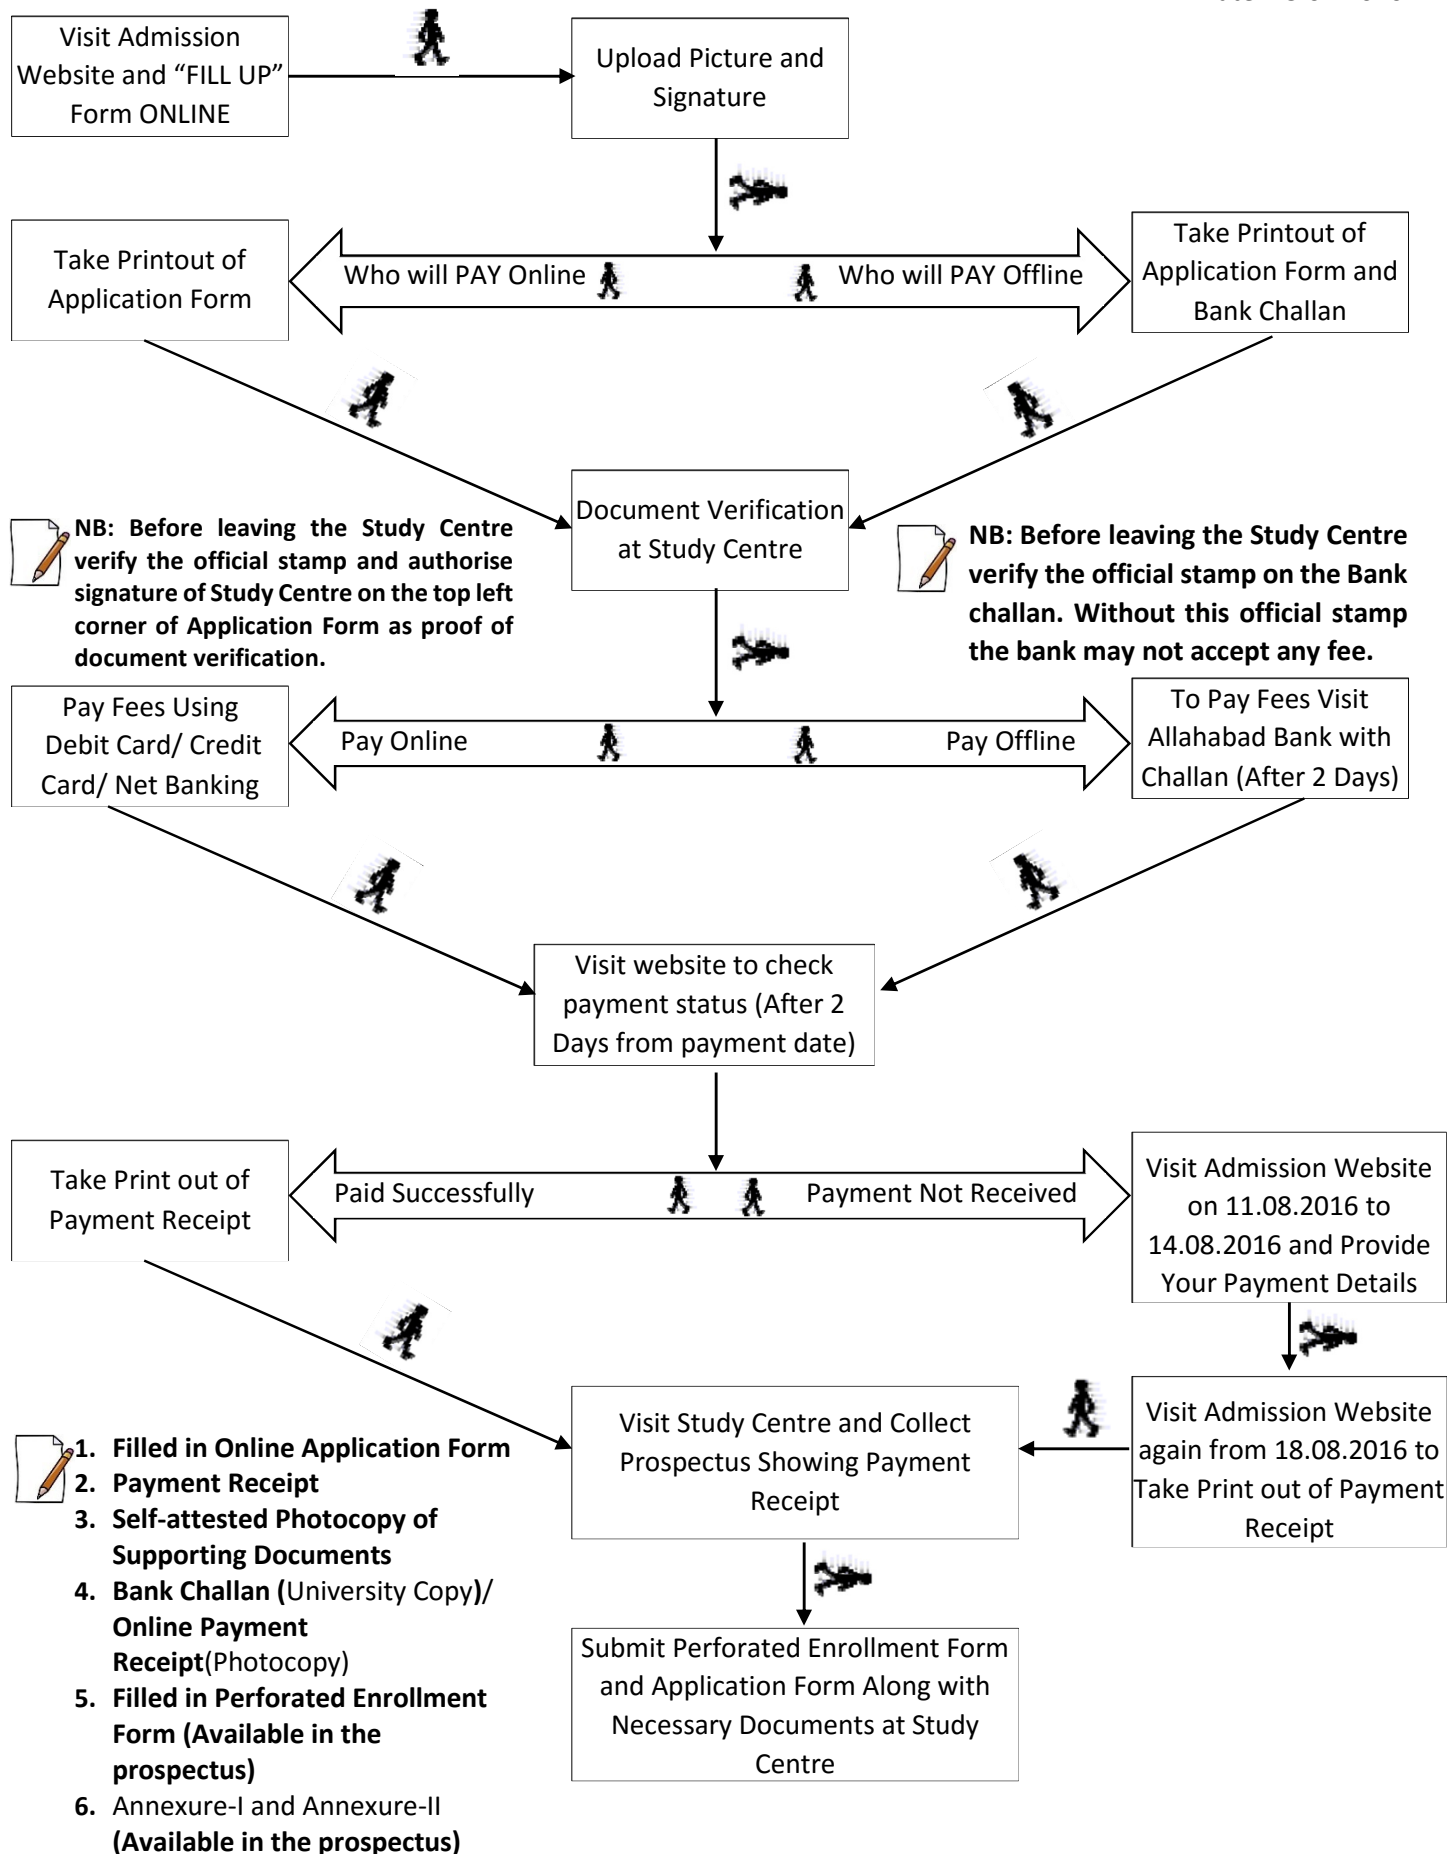 Visit Admission
Website and “FILL UP”
Form ONLINE
Upload Picture and
Signature
Take Printout of
Application Form
Who will PAY Online
Who will PAY Offline
Take Printout of
Application Form and
Bank Challan
Document Verification
at Study Centre
NB: Before leaving the Study Centre
verify the official stamp and authorise
signature of Study Centre on the top left
corner of Application Form as proof of
document verification.
NB: Before leaving the Study Centre
verify the official stamp on the Bank
challan. Without this official stamp
the bank may not accept any fee.
Pay Fees Using
Debit Card/ Credit
Card/ Net Banking
Pay Online
Pay Offline
To Pay Fees Visit
Allahabad Bank with
Challan (After 2 Days)
Visit website to check
payment status (After 2
Days from payment date)
Take Print out of
Payment Receipt
Paid Successfully
Payment Not Received
Visit Admission Website
on 11.08.2016 to
14.08.2016 and Provide
Your Payment Details
Visit Study Centre and Collect
Prospectus Showing Payment
Receipt
Visit Admission Website
again from 18.08.2016 to
Take Print out of Payment
Receipt
1. Filled in Online Application Form
2. Payment Receipt
3. Self-attested Photocopy of
Supporting Documents
4. Bank Challan (University Copy)/
Online Payment
Receipt(Photocopy)
5. Filled in Perforated Enrollment
Form (Available in the
prospectus)
6. Annexure-I and Annexure-II
(Available in the prospectus)
Submit Perforated Enrollment Form
and Application Form Along with
Necessary Documents at Study
Centre